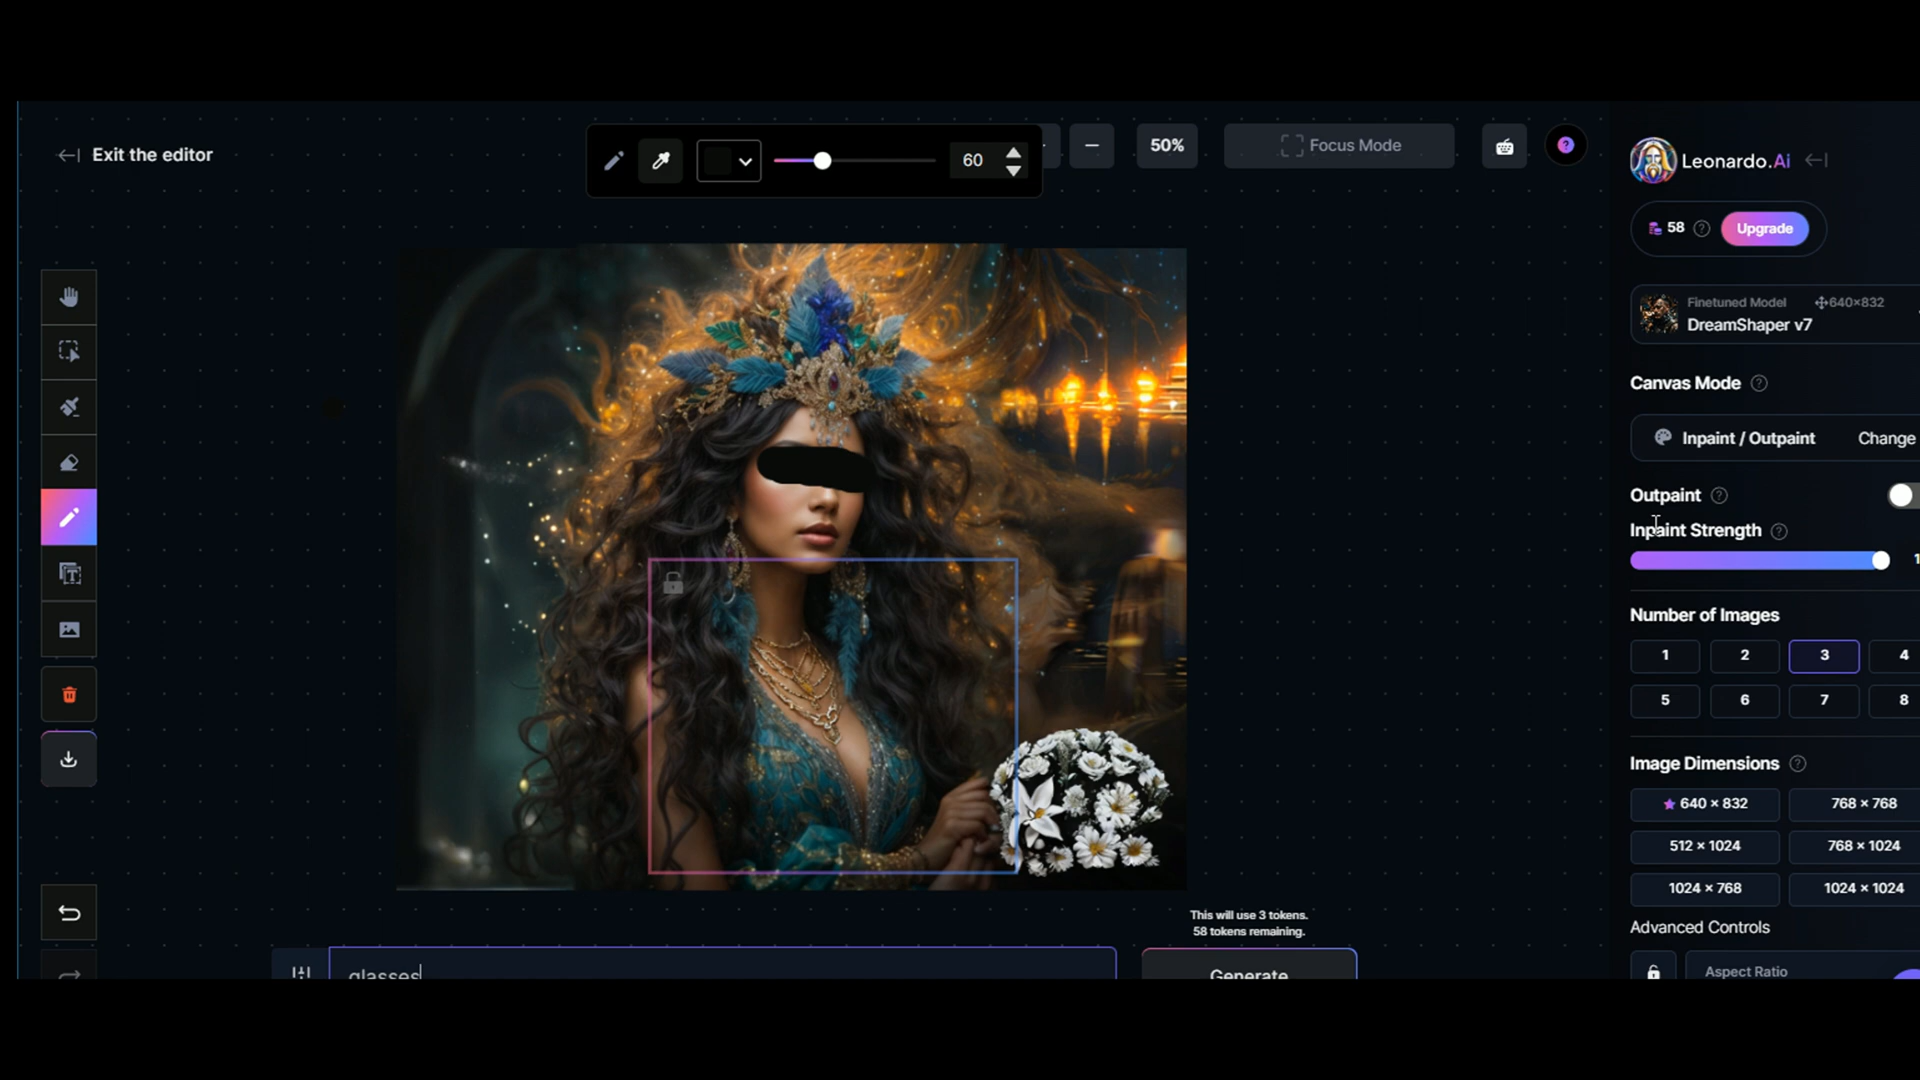 Exit the editor
60
50%
Focus Mode
Leonardo.Ai
58
Upgrade
Finetuned Model
640×832
DreamShaper v7
Canvas Mode
Inpaint / Outpaint
Change
Outpaint
Inpaint Strength
1
Number of Images
1 2 3 4
5 6 7 8
Image Dimensions
640 × 832
768 × 768
512 × 1024
768 × 1024
1024 × 768
1024 × 1024
Advanced Controls
Aspect Ratio
This will use 3 tokens.
58 tokens remaining.
glasses
Generate